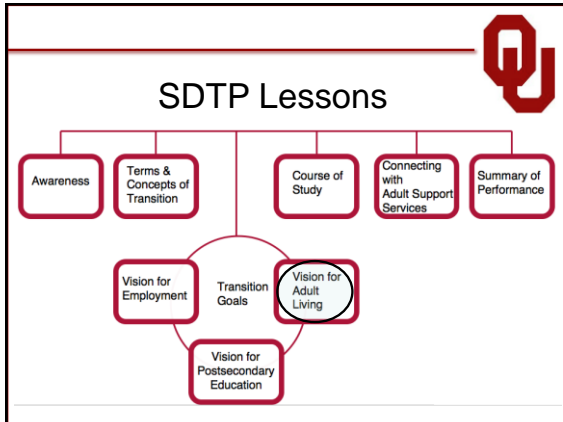 OU
SDTP Lessons
Awareness
Terms &
Concepts of
Transition
Course of
Study
Connecting
with
Adult Support
Services
Summary of
Performance
Vision for
Employment
Transition
Goals
Vision for
Adult
Living
Vision for
Postsecondary
Education